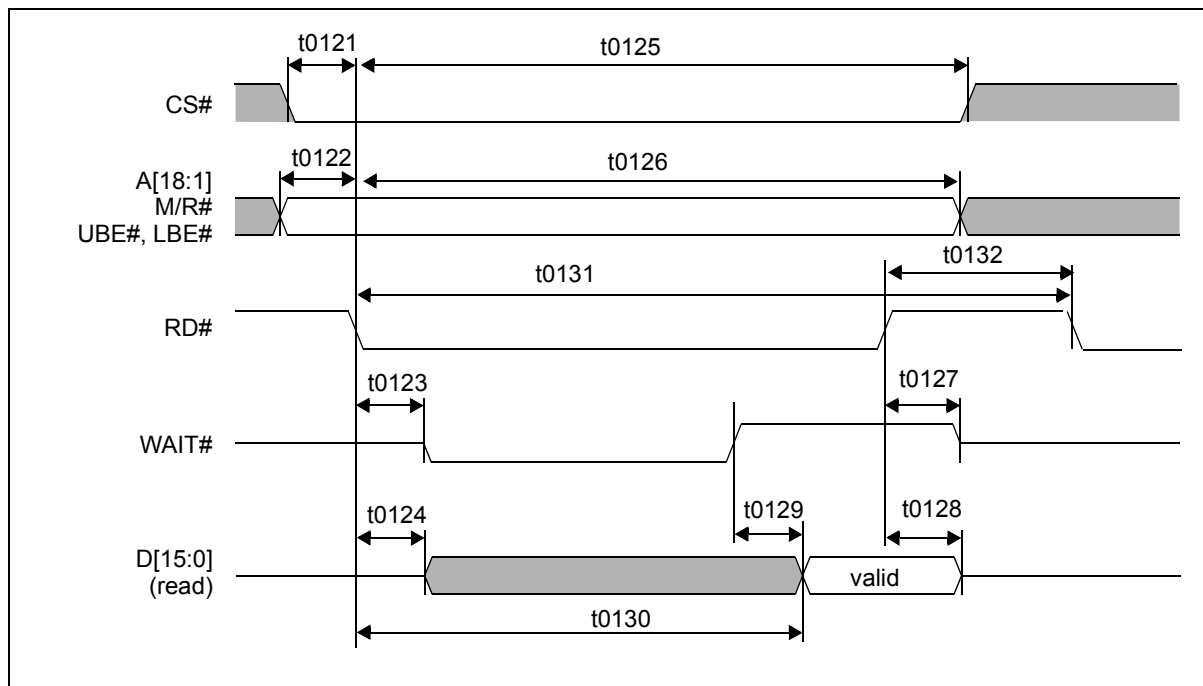 t0121
t0125
CS#
t0122
t0126
A[18:1]
M/R#
UBE#, LBE#
t0132
t0131
RD#
t0123
t0127
WAIT#
t0129
t0128
t0124
D[15:0]
(read)
valid
t0130